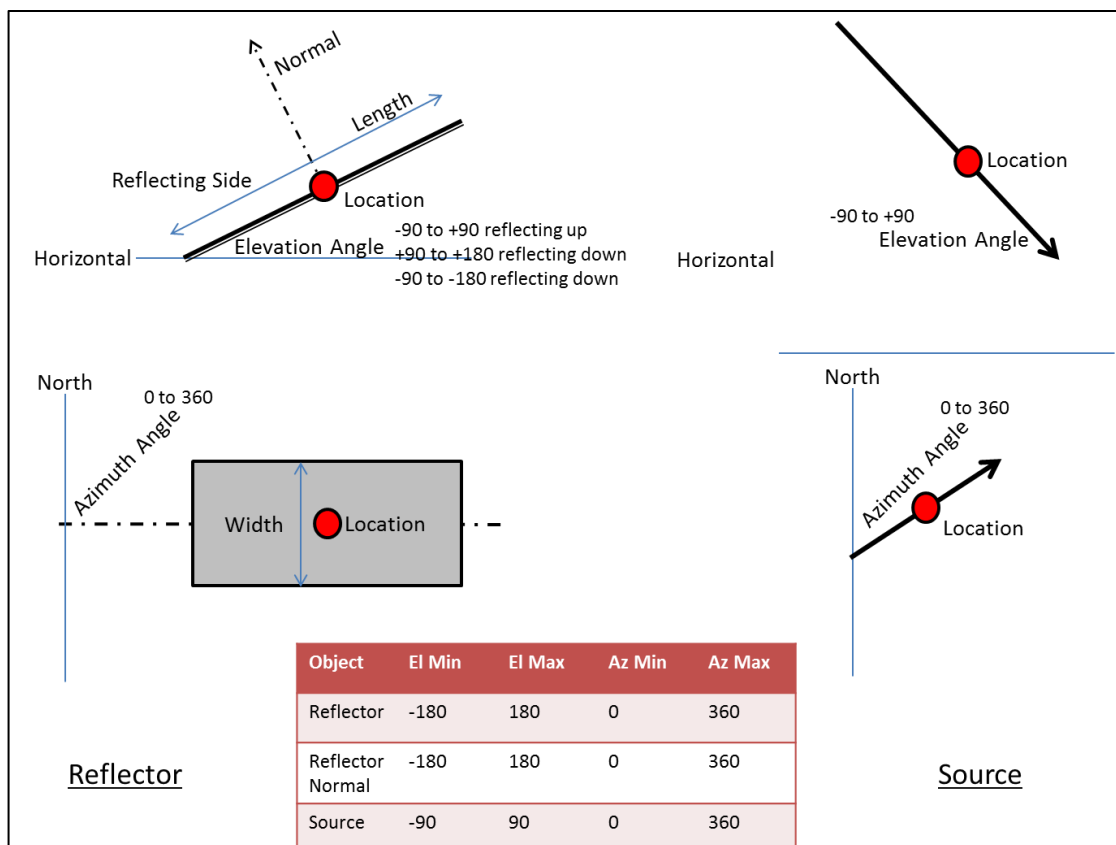 Normal
Length
Reflecting Side
Location
Elevation Angle
-90 to +90 reflecting up
+90 to +180 reflecting down
-90 to -180 reflecting down
Horizontal
Location
-90 to +90
Elevation Angle
Horizontal
North
0 to 360
Azimuth Angle
Width
Location
North
0 to 360
Azimuth Angle
Location
Object El Min El Max Az Min Az Max
Reflector -180 180 0 360
Reflector Normal -180 180 0 360
Source -90 90 0 360
Reflector
Source